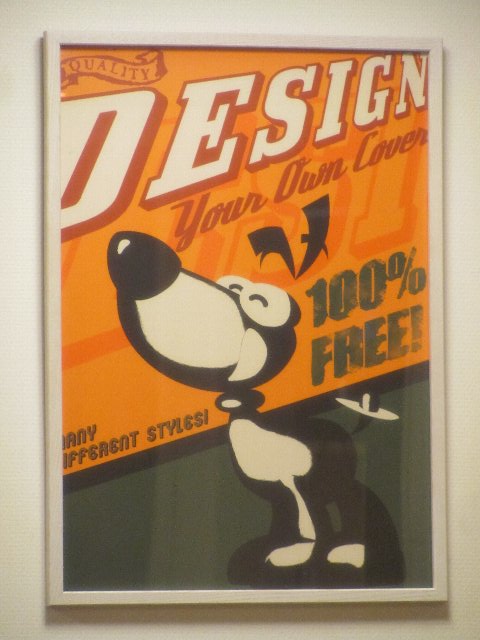 QUALITY
DESIGN
Your Own Cover
100%
FREE!
ANY
IFFERENT STYLES!